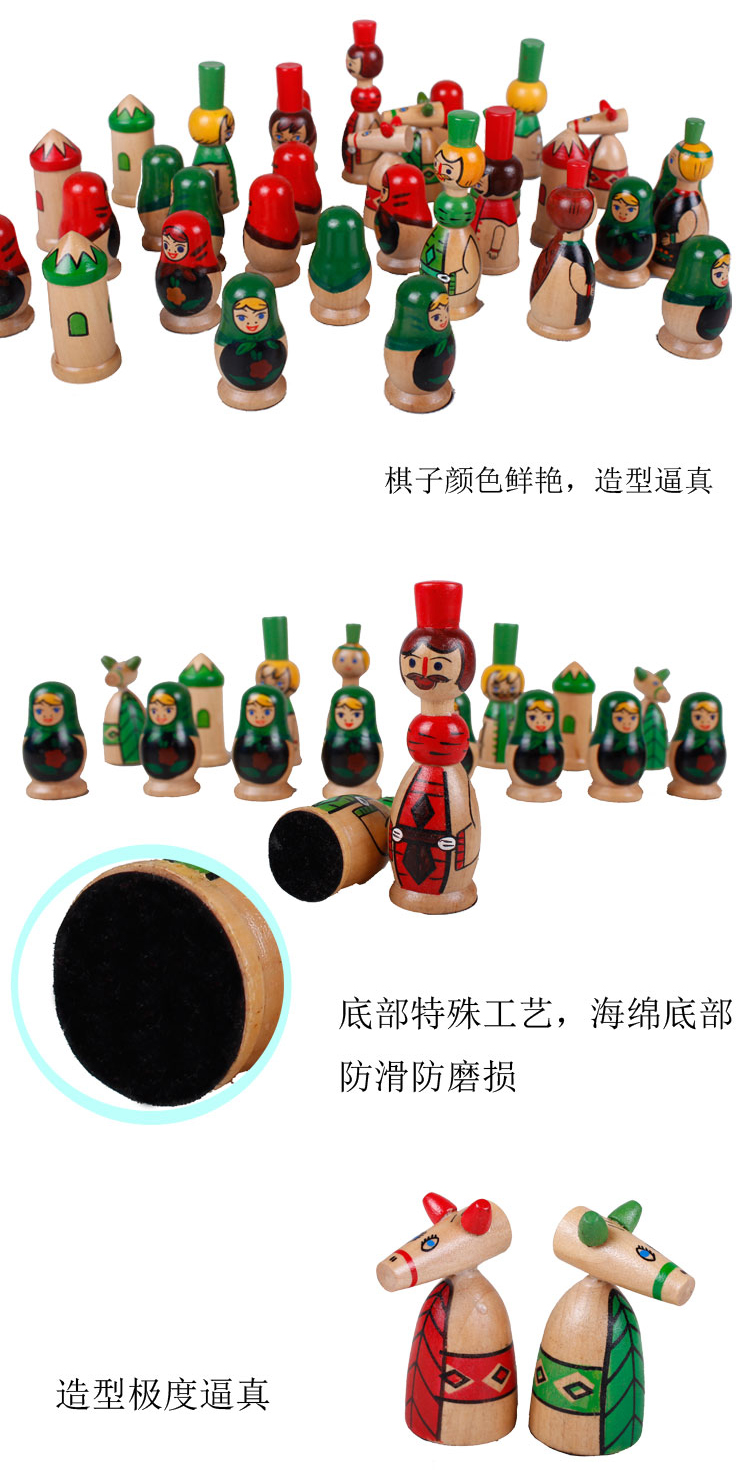 棋子颜色鲜艳，造型逼真
底部特殊工艺，海绵底部
防滑防磨损
造型极度逼真